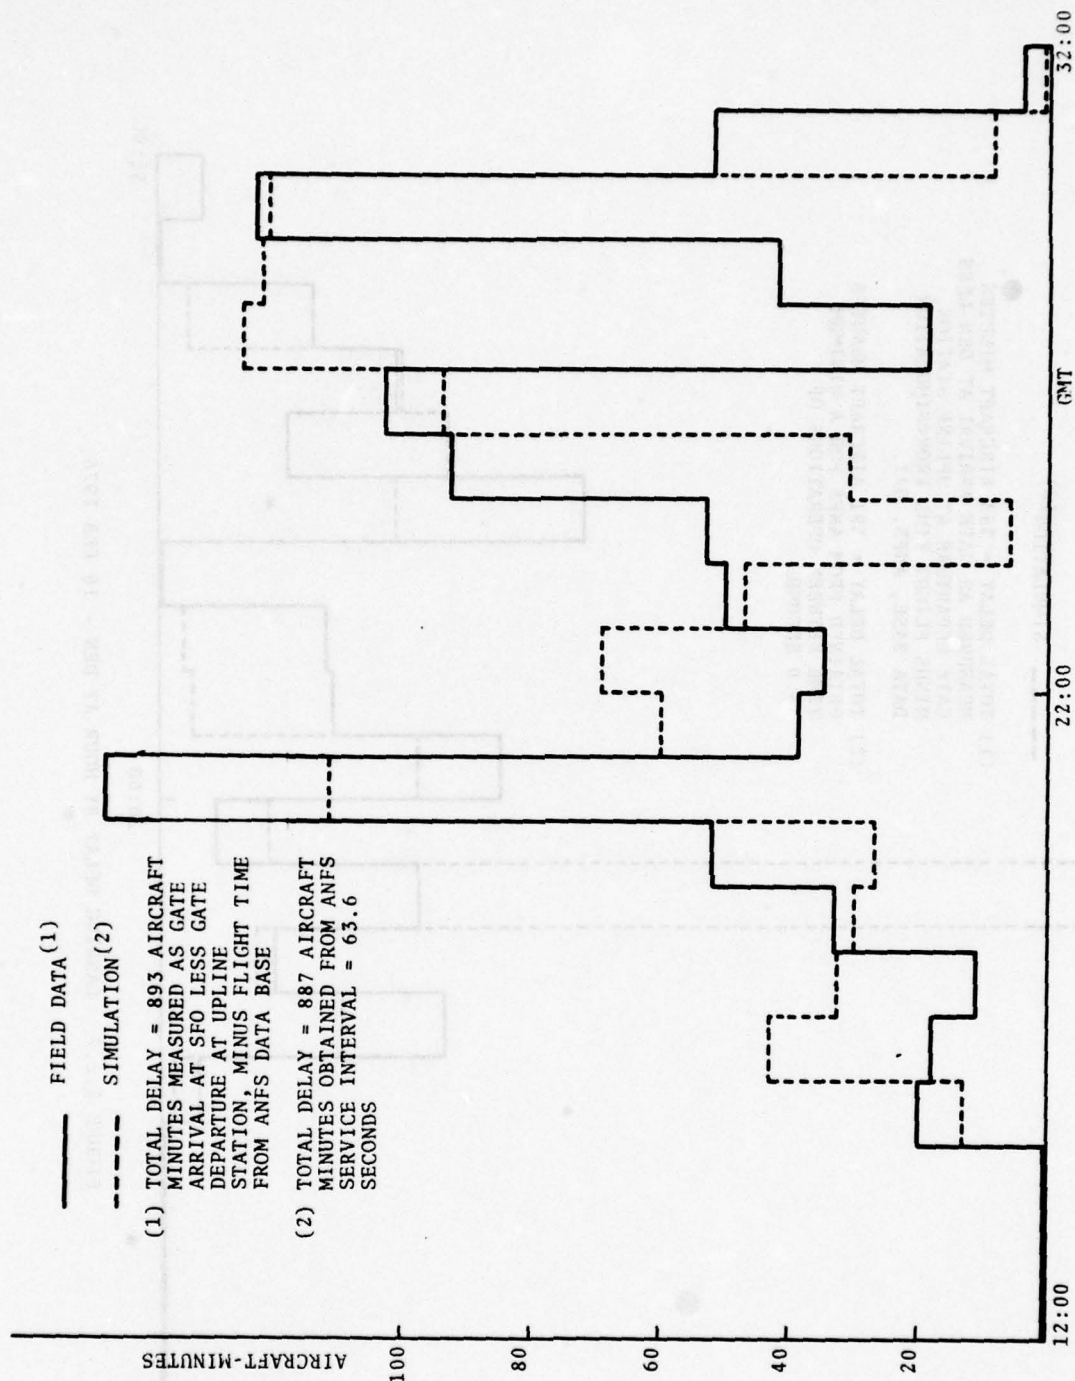 FIELD DATA(1)
SIMULATION(2)
(1) TOTAL DELAY = 893 AIRCRAFT
MINUTES MEASURED AS GATE
ARRIVAL AT SFO LESS GATE
DEPARTURE AT UPLINE
STATION, MINUS FLIGHT TIME
FROM ANFS DATA BASE
(2) TOTAL DELAY = 887 AIRCRAFT
MINUTES OBTAINED FROM ANFS
SERVICE INTERVAL = 63.6
SECONDS
AIRCRAFT-MINUTES
100
80
60
40
20
12:00
22:00
GMT
32:00